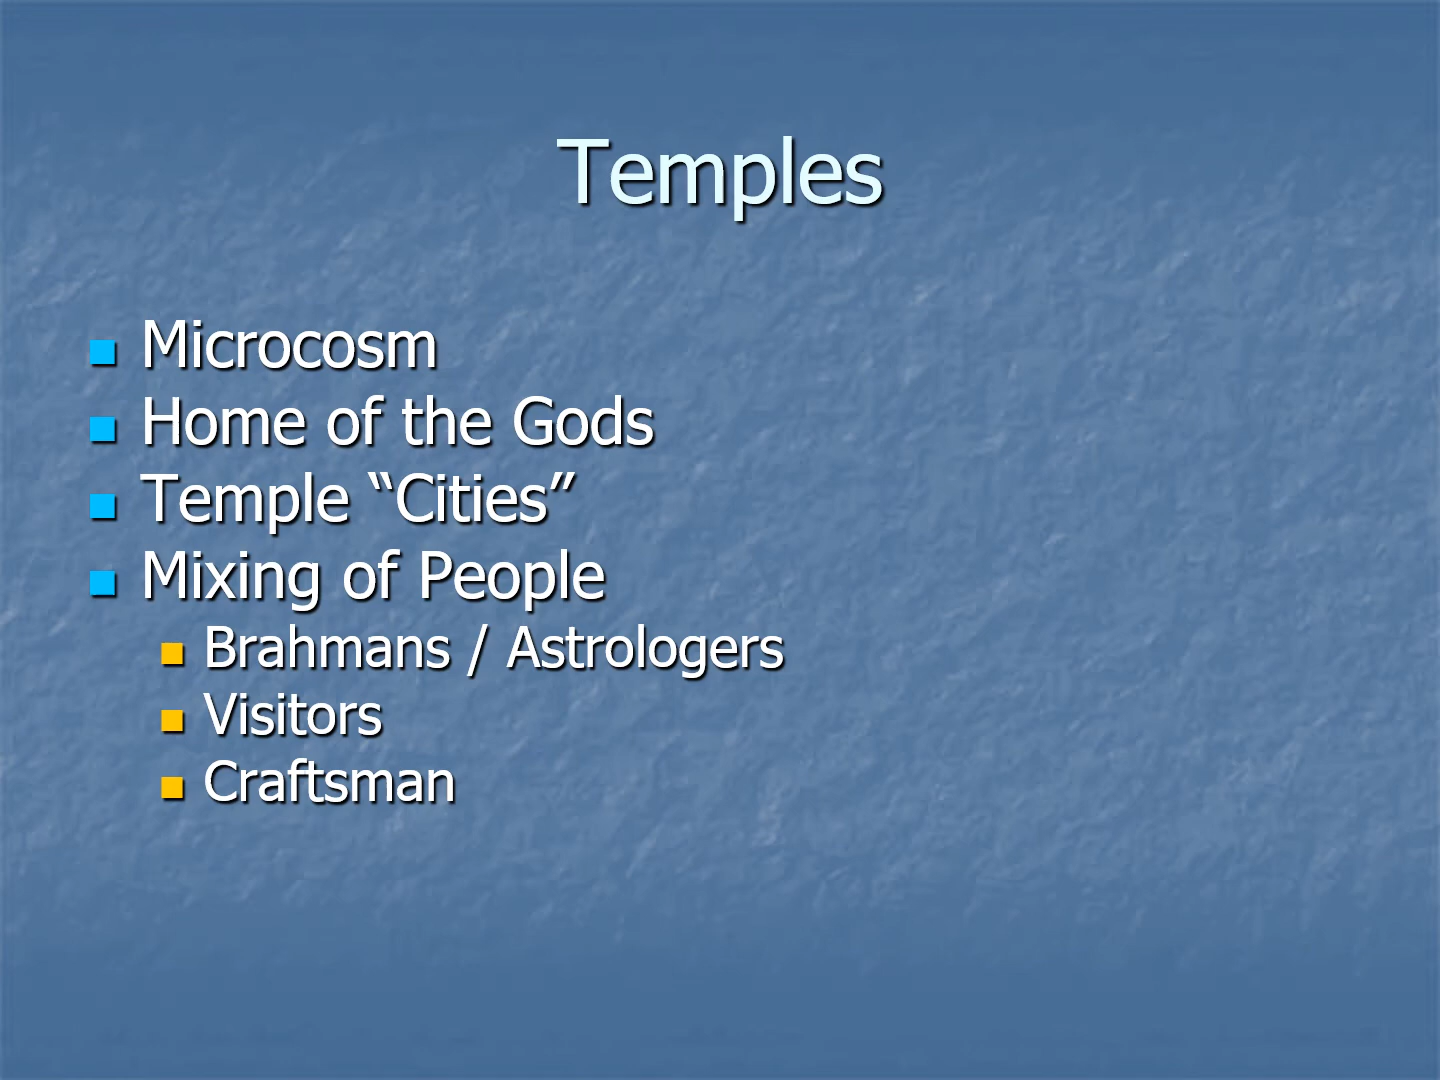 Temples
Microcosm
Home of the Gods
Temple “Cities”
Mixing of People
Brahmans / Astrologers
Visitors
Craftsman